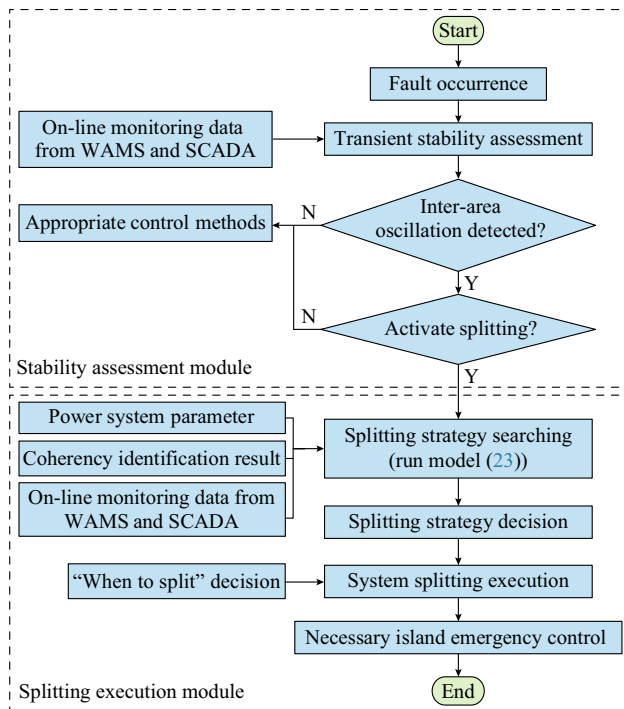 Start
Fault occurrence
On-line monitoring data
from WAMS and SCADA
Transient stability assessment
Appropriate control methods
N
Inter-area
oscillation detected?
Y
N
Activate splitting?
Stability assessment module
Y
Power system parameter
Coherency identification result
On-line monitoring data from
WAMS and SCADA
Splitting strategy searching
(run model (23))
Splitting strategy decision
“When to split” decision
System splitting execution
Necessary island emergency control
Splitting execution module
End